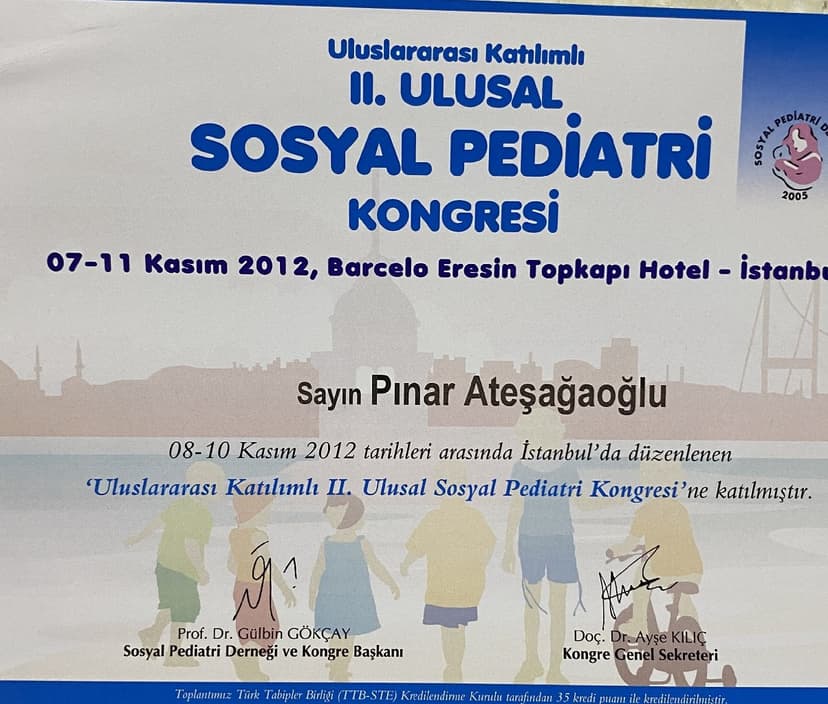 Uluslararası Katılımlı
II. ULUSAL
SOSYAL PEDİATRİ
KONGRESİ
SOSYAL PEDİATRİ
2005
07-11 Kasım 2012, Barcelo Eresin Topkapı Hotel - İstanbu
Sayın Pınar Ateşağaoğlu
08-10 Kasım 2012 tarihleri arasında İstanbul'da düzenlenen
'Uluslararası Katılımlı II. Ulusal Sosyal Pediatri Kongresi'ne katılmıştır.
Prof. Dr. Gülbin GÖKÇAY
Sosyal Pediatri Derneği ve Kongre Başkanı
Doç. Dr. Ayşe KILIÇ
Kongre Genel Sekreteri
Toplantımız Türk Tabipler Birliği (TTB-STE) Kredilendirme Kurulu tarafından 35 kredi puanı ile kredilendirilmiştir.